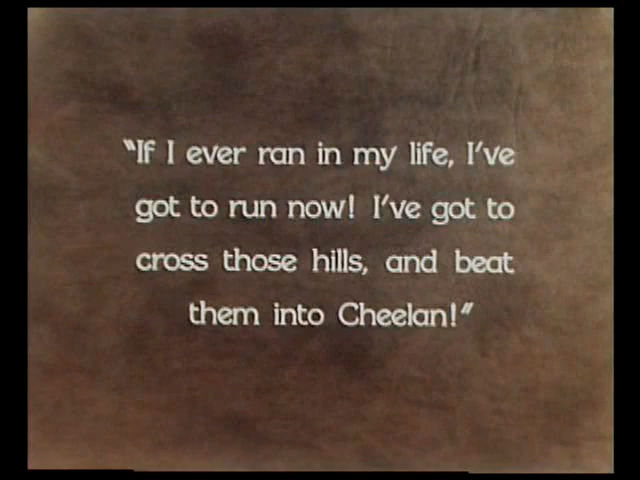 “If I ever ran in my life, I’ve
got to run now! I’ve got to
cross those hills, and beat
them into Cheelan!”